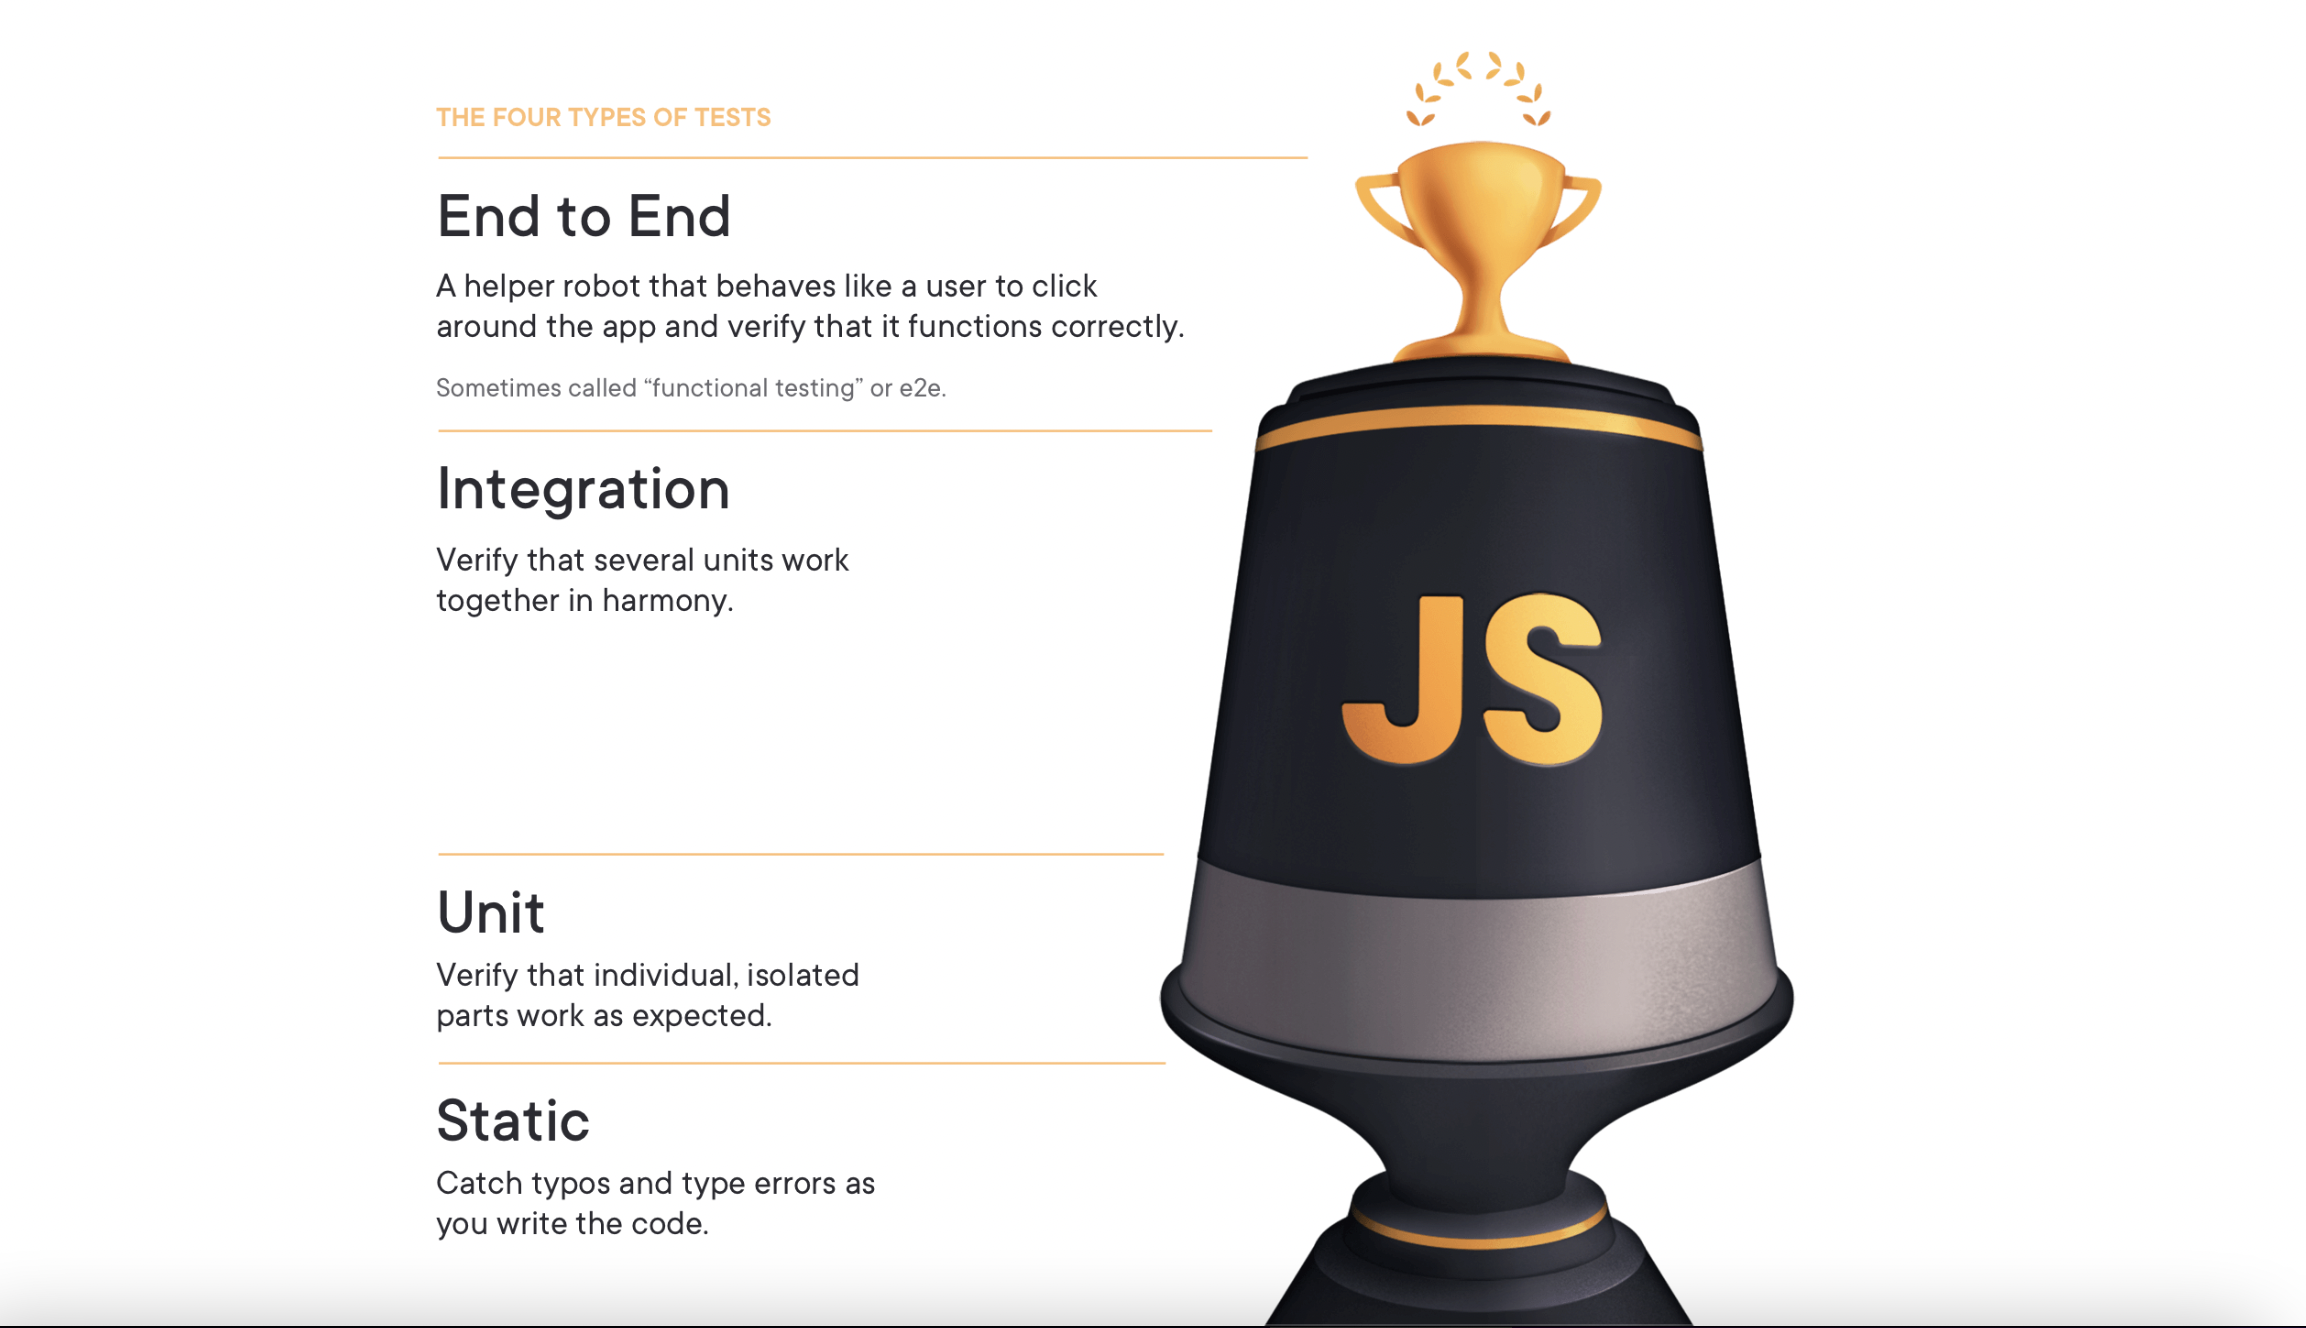 THE FOUR TYPES OF TESTS
End to End
A helper robot that behaves like a user to click
around the app and verify that it functions correctly.
Sometimes called “functional testing” or e2e.
Integration
Verify that several units work
together in harmony.
JS
Unit
Verify that individual, isolated
parts work as expected.
Static
Catch typos and type errors as
you write the code.